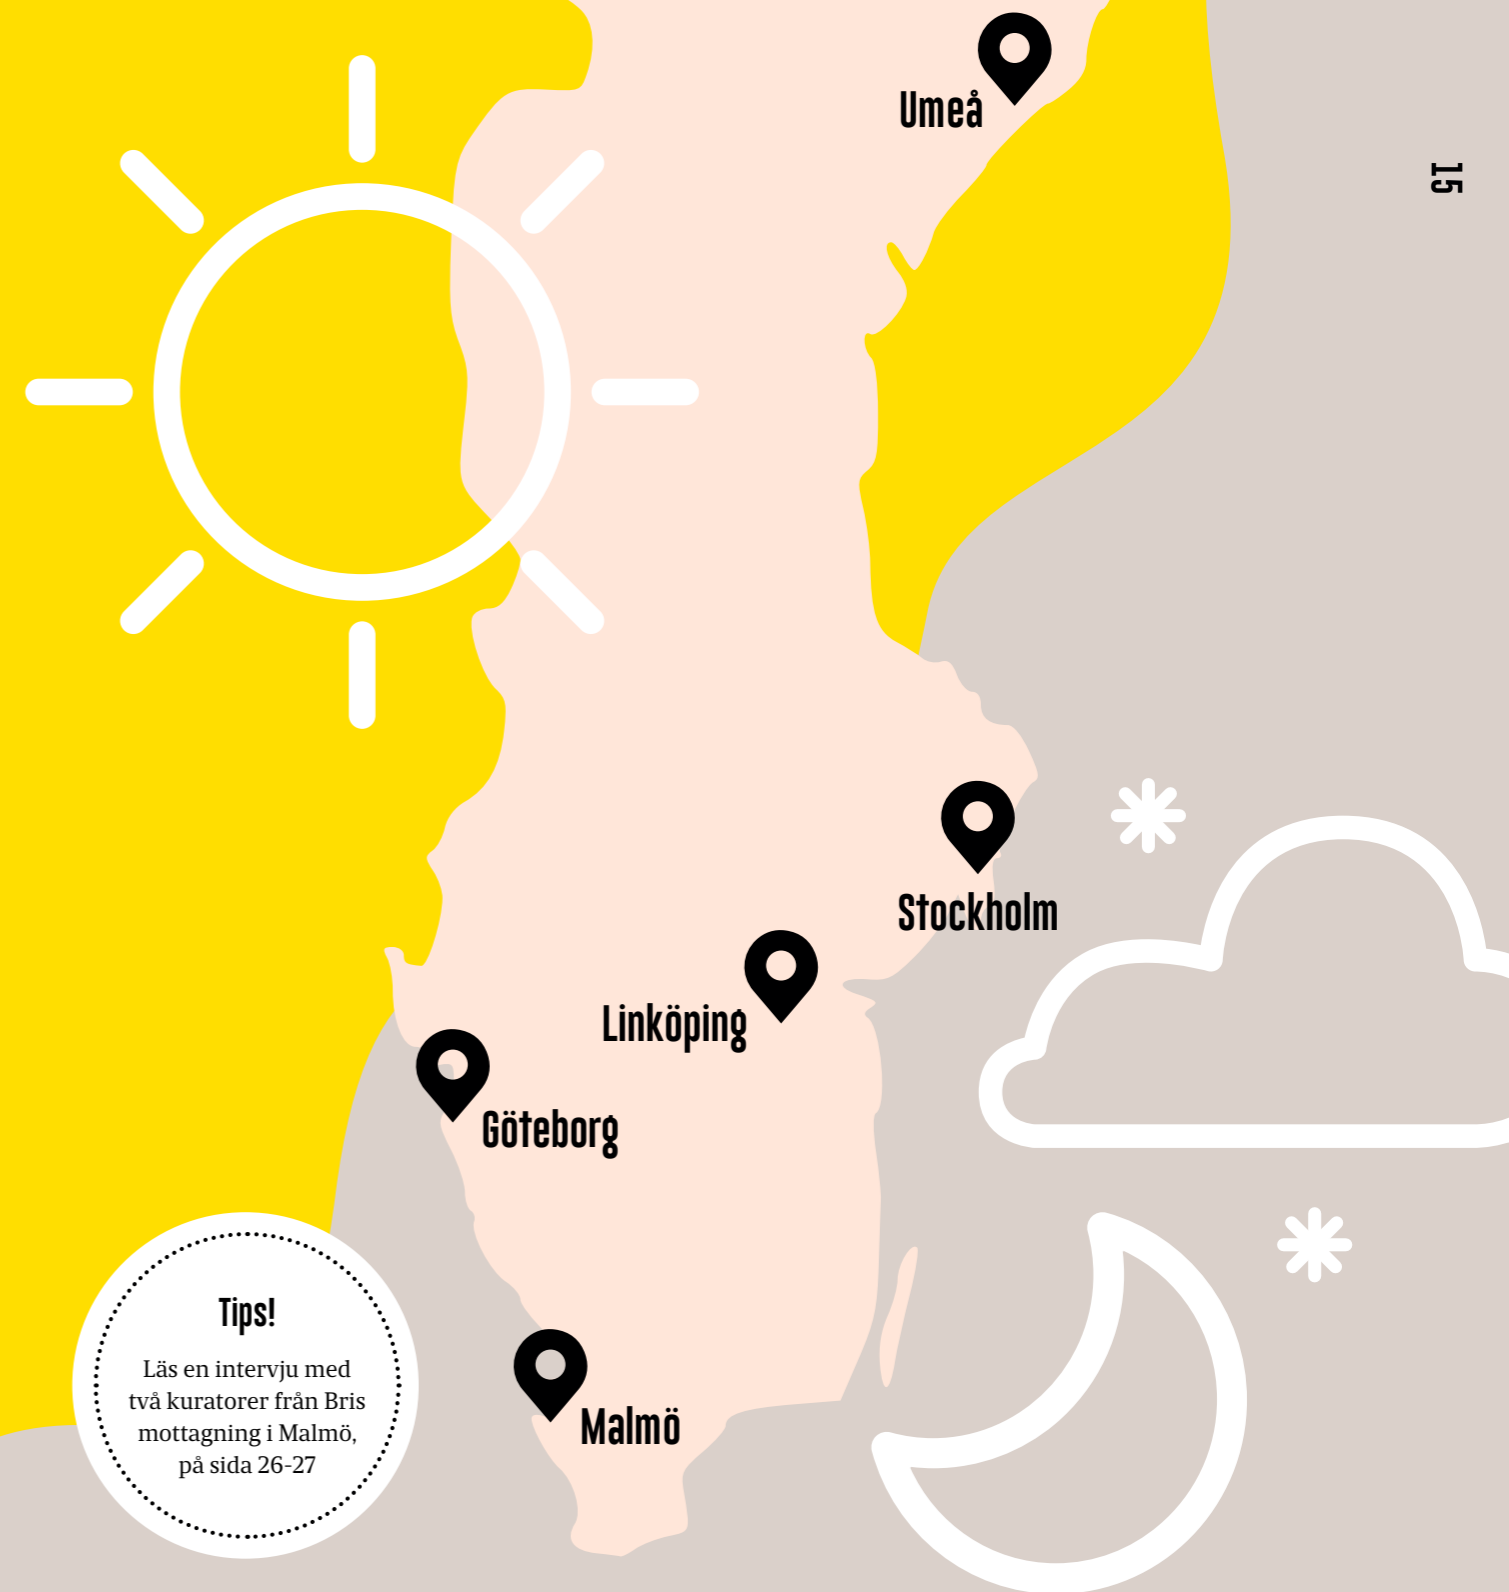 Umeå
15
Stockholm
Linköping
Göteborg
Tips!
Läs en intervju med
två kuratorer från Bris
mottagning i Malmö,
på sida 26-27
Malmö